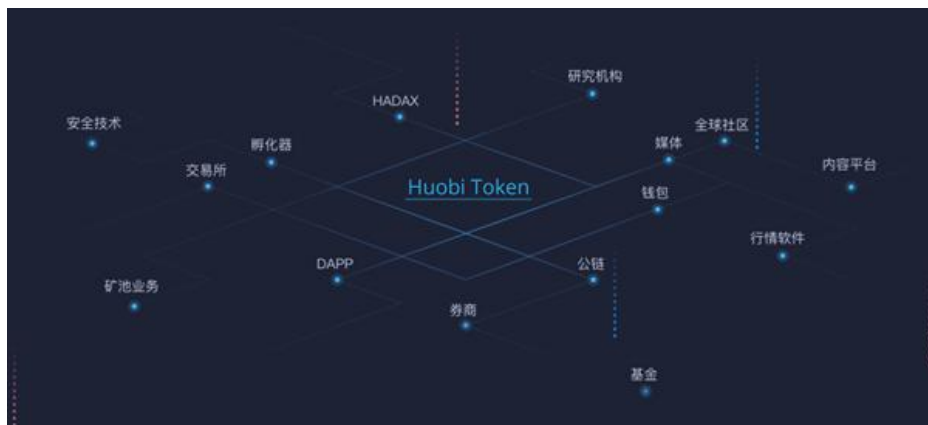 研究机构
HADAX
安全技术
全球社区
孵化器
媒体
交易所
内容平台
Huobi Token
钱包
行情软件
DAPP
公链
矿池业务
券商
基金